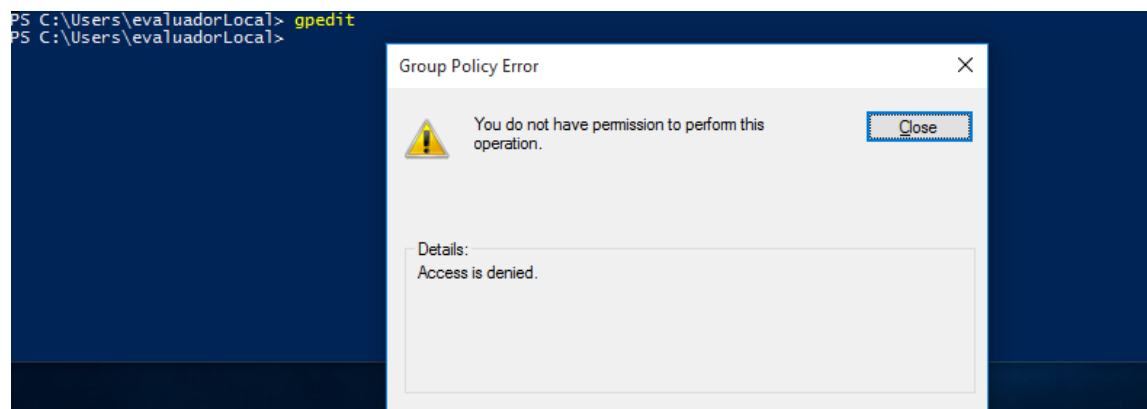 PS C:\Users\evaluadorLocal> gpedit
PS C:\Users\evaluadorLocal>
Group Policy Error
You do not have permission to perform this
operation.
Close
Details:
Access is denied.